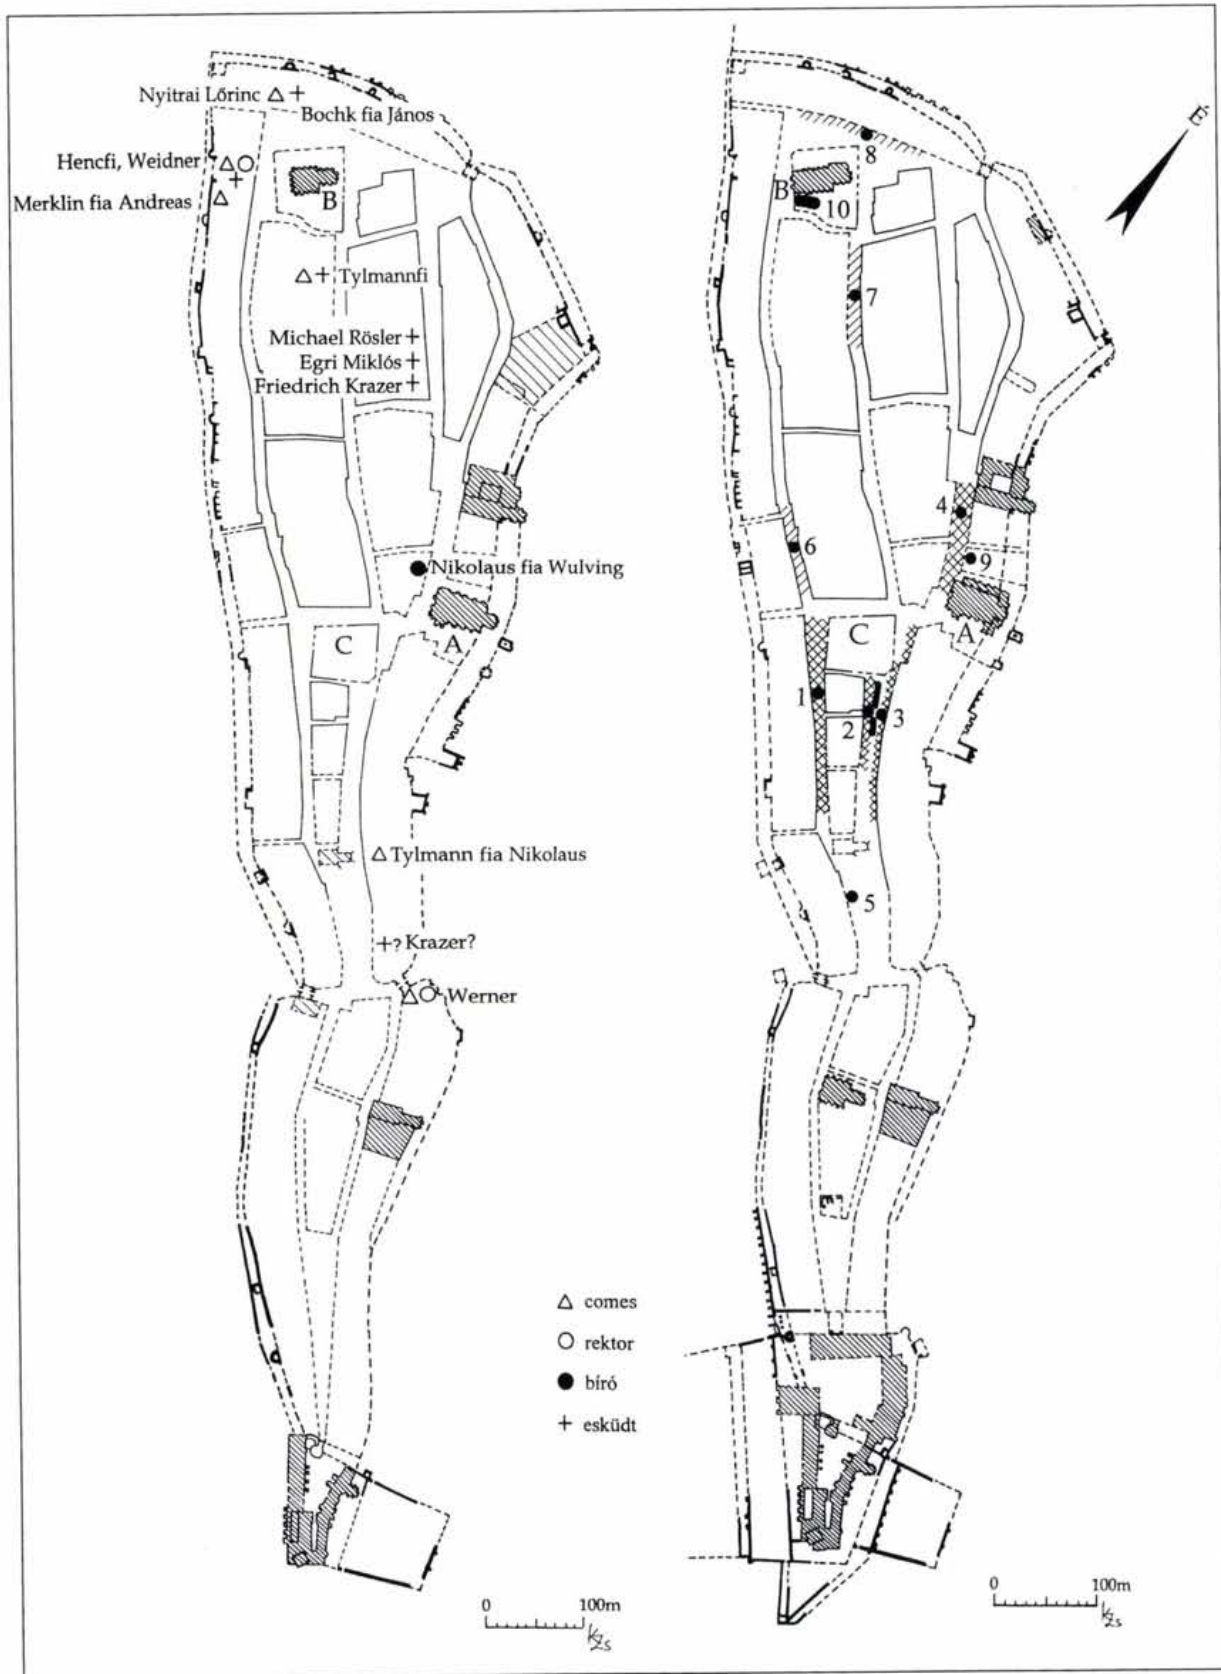 Nyitrai Lőrinc
Bochk fia János
Hencfi, Weidner
Merklin fia Andreas
B
Tylmannfi
Michael Rösler
Egri Miklós
Friedrich Krazer
Nikolaus fia Wulving
C
A
Tylmann fia Nikolaus
? Krazer?
Werner
comes
rektor
bíró
esküdt
0 100m
KZs
É
8
B
10
7
4
6
9
C
A
1
2
3
5
0 100m
KZs